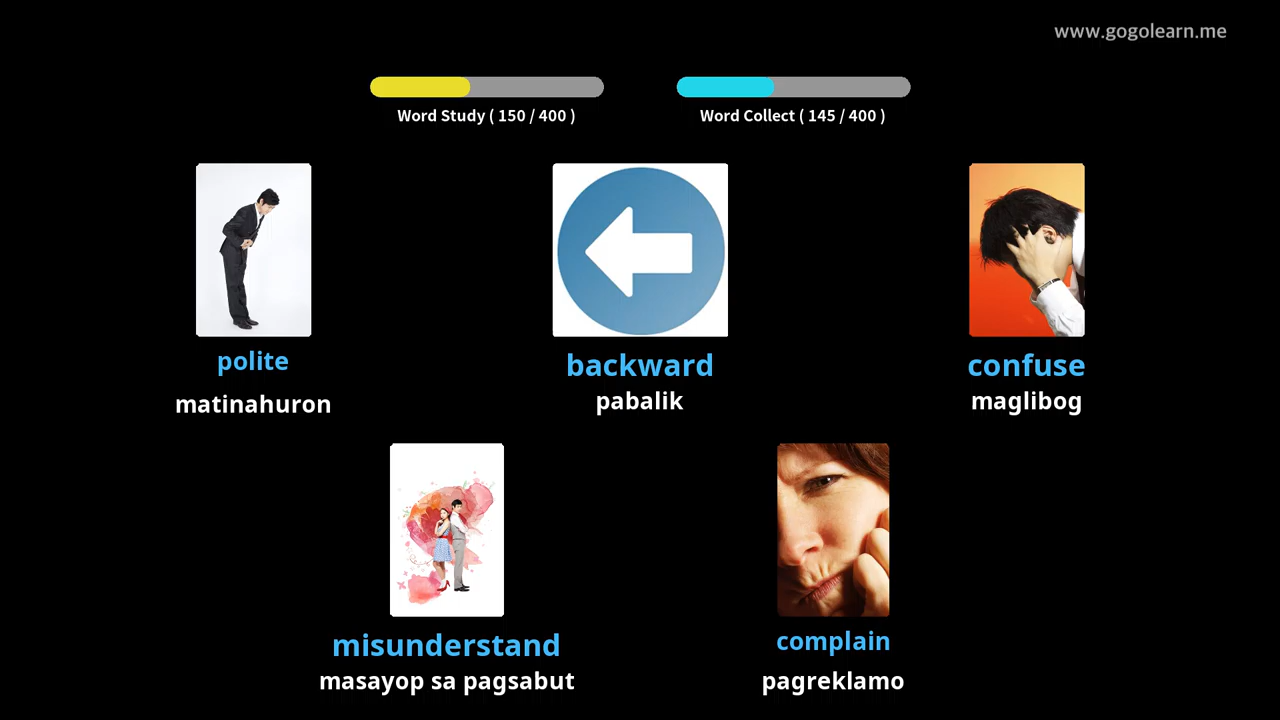 www.gogolearn.me
Word Study ( 150 / 400 )
Word Collect ( 145 / 400 )
polite
matinahuron
backward
pabalik
confuse
maglibog
misunderstand
masayop sa pagsabut
complain
pagreklamo